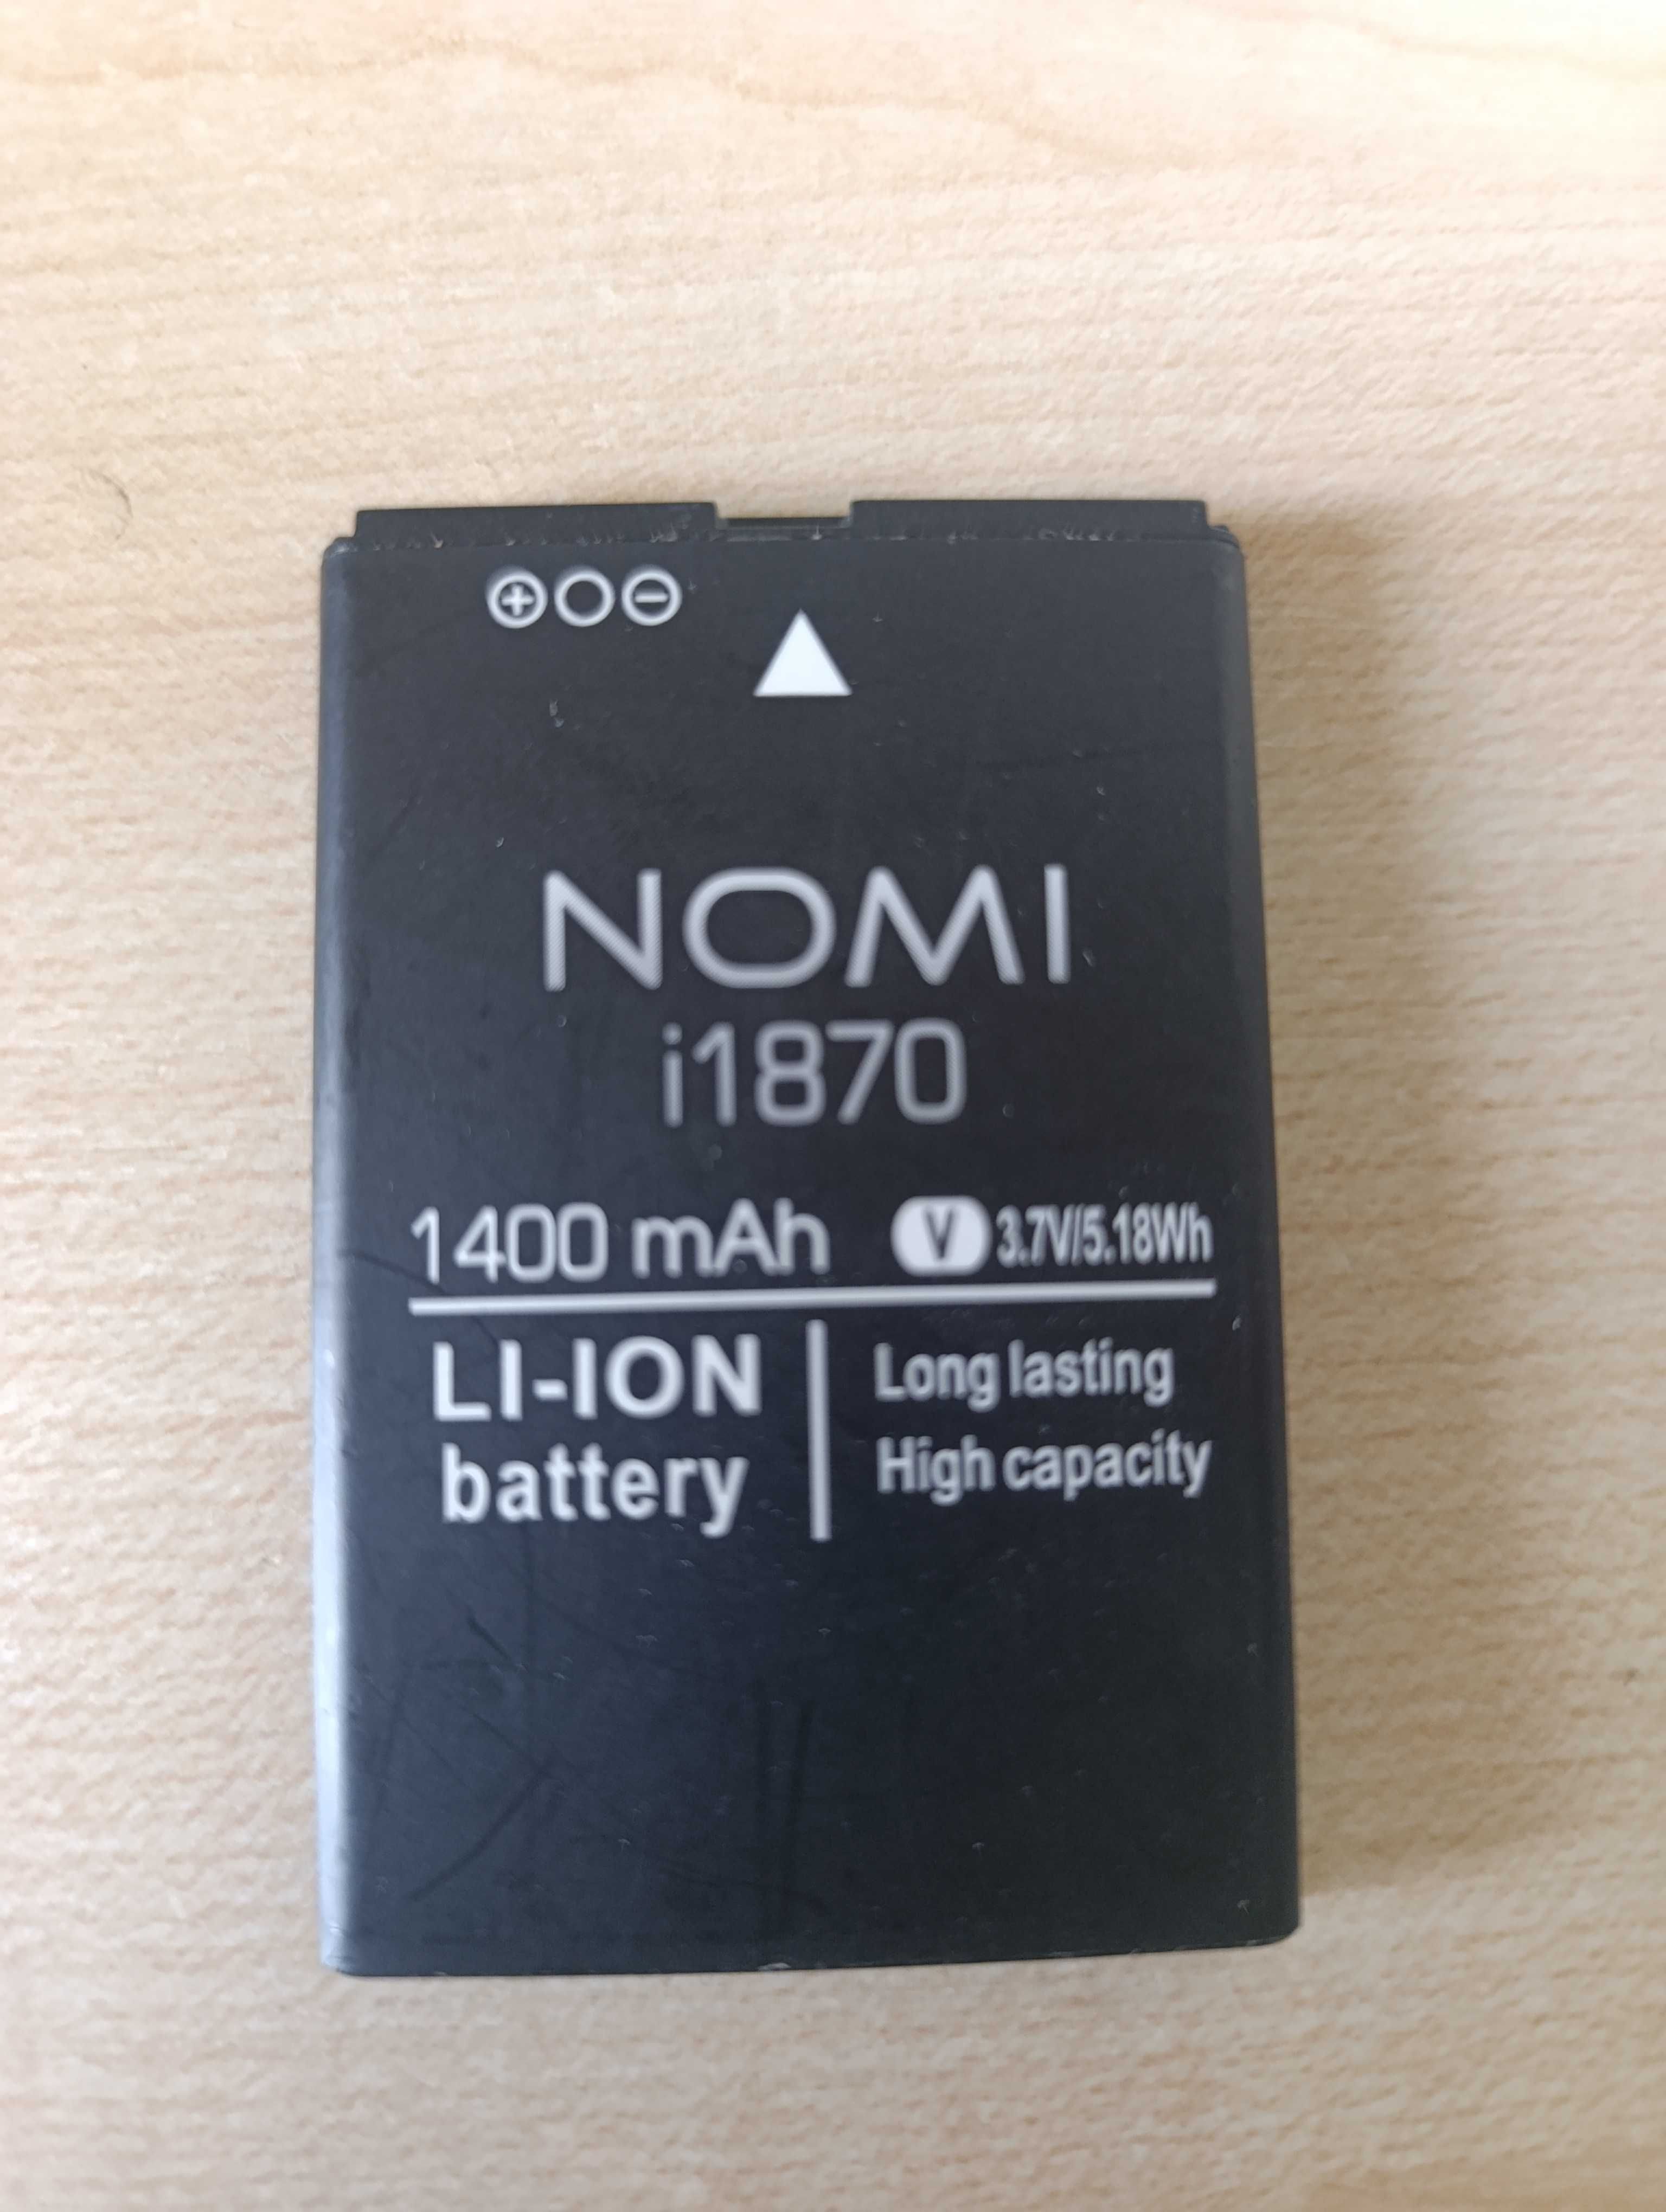 NOMI
i1870
1400 mAh V 3.7V/5.18Wh
LI-ION
battery
Long lasting
High capacity